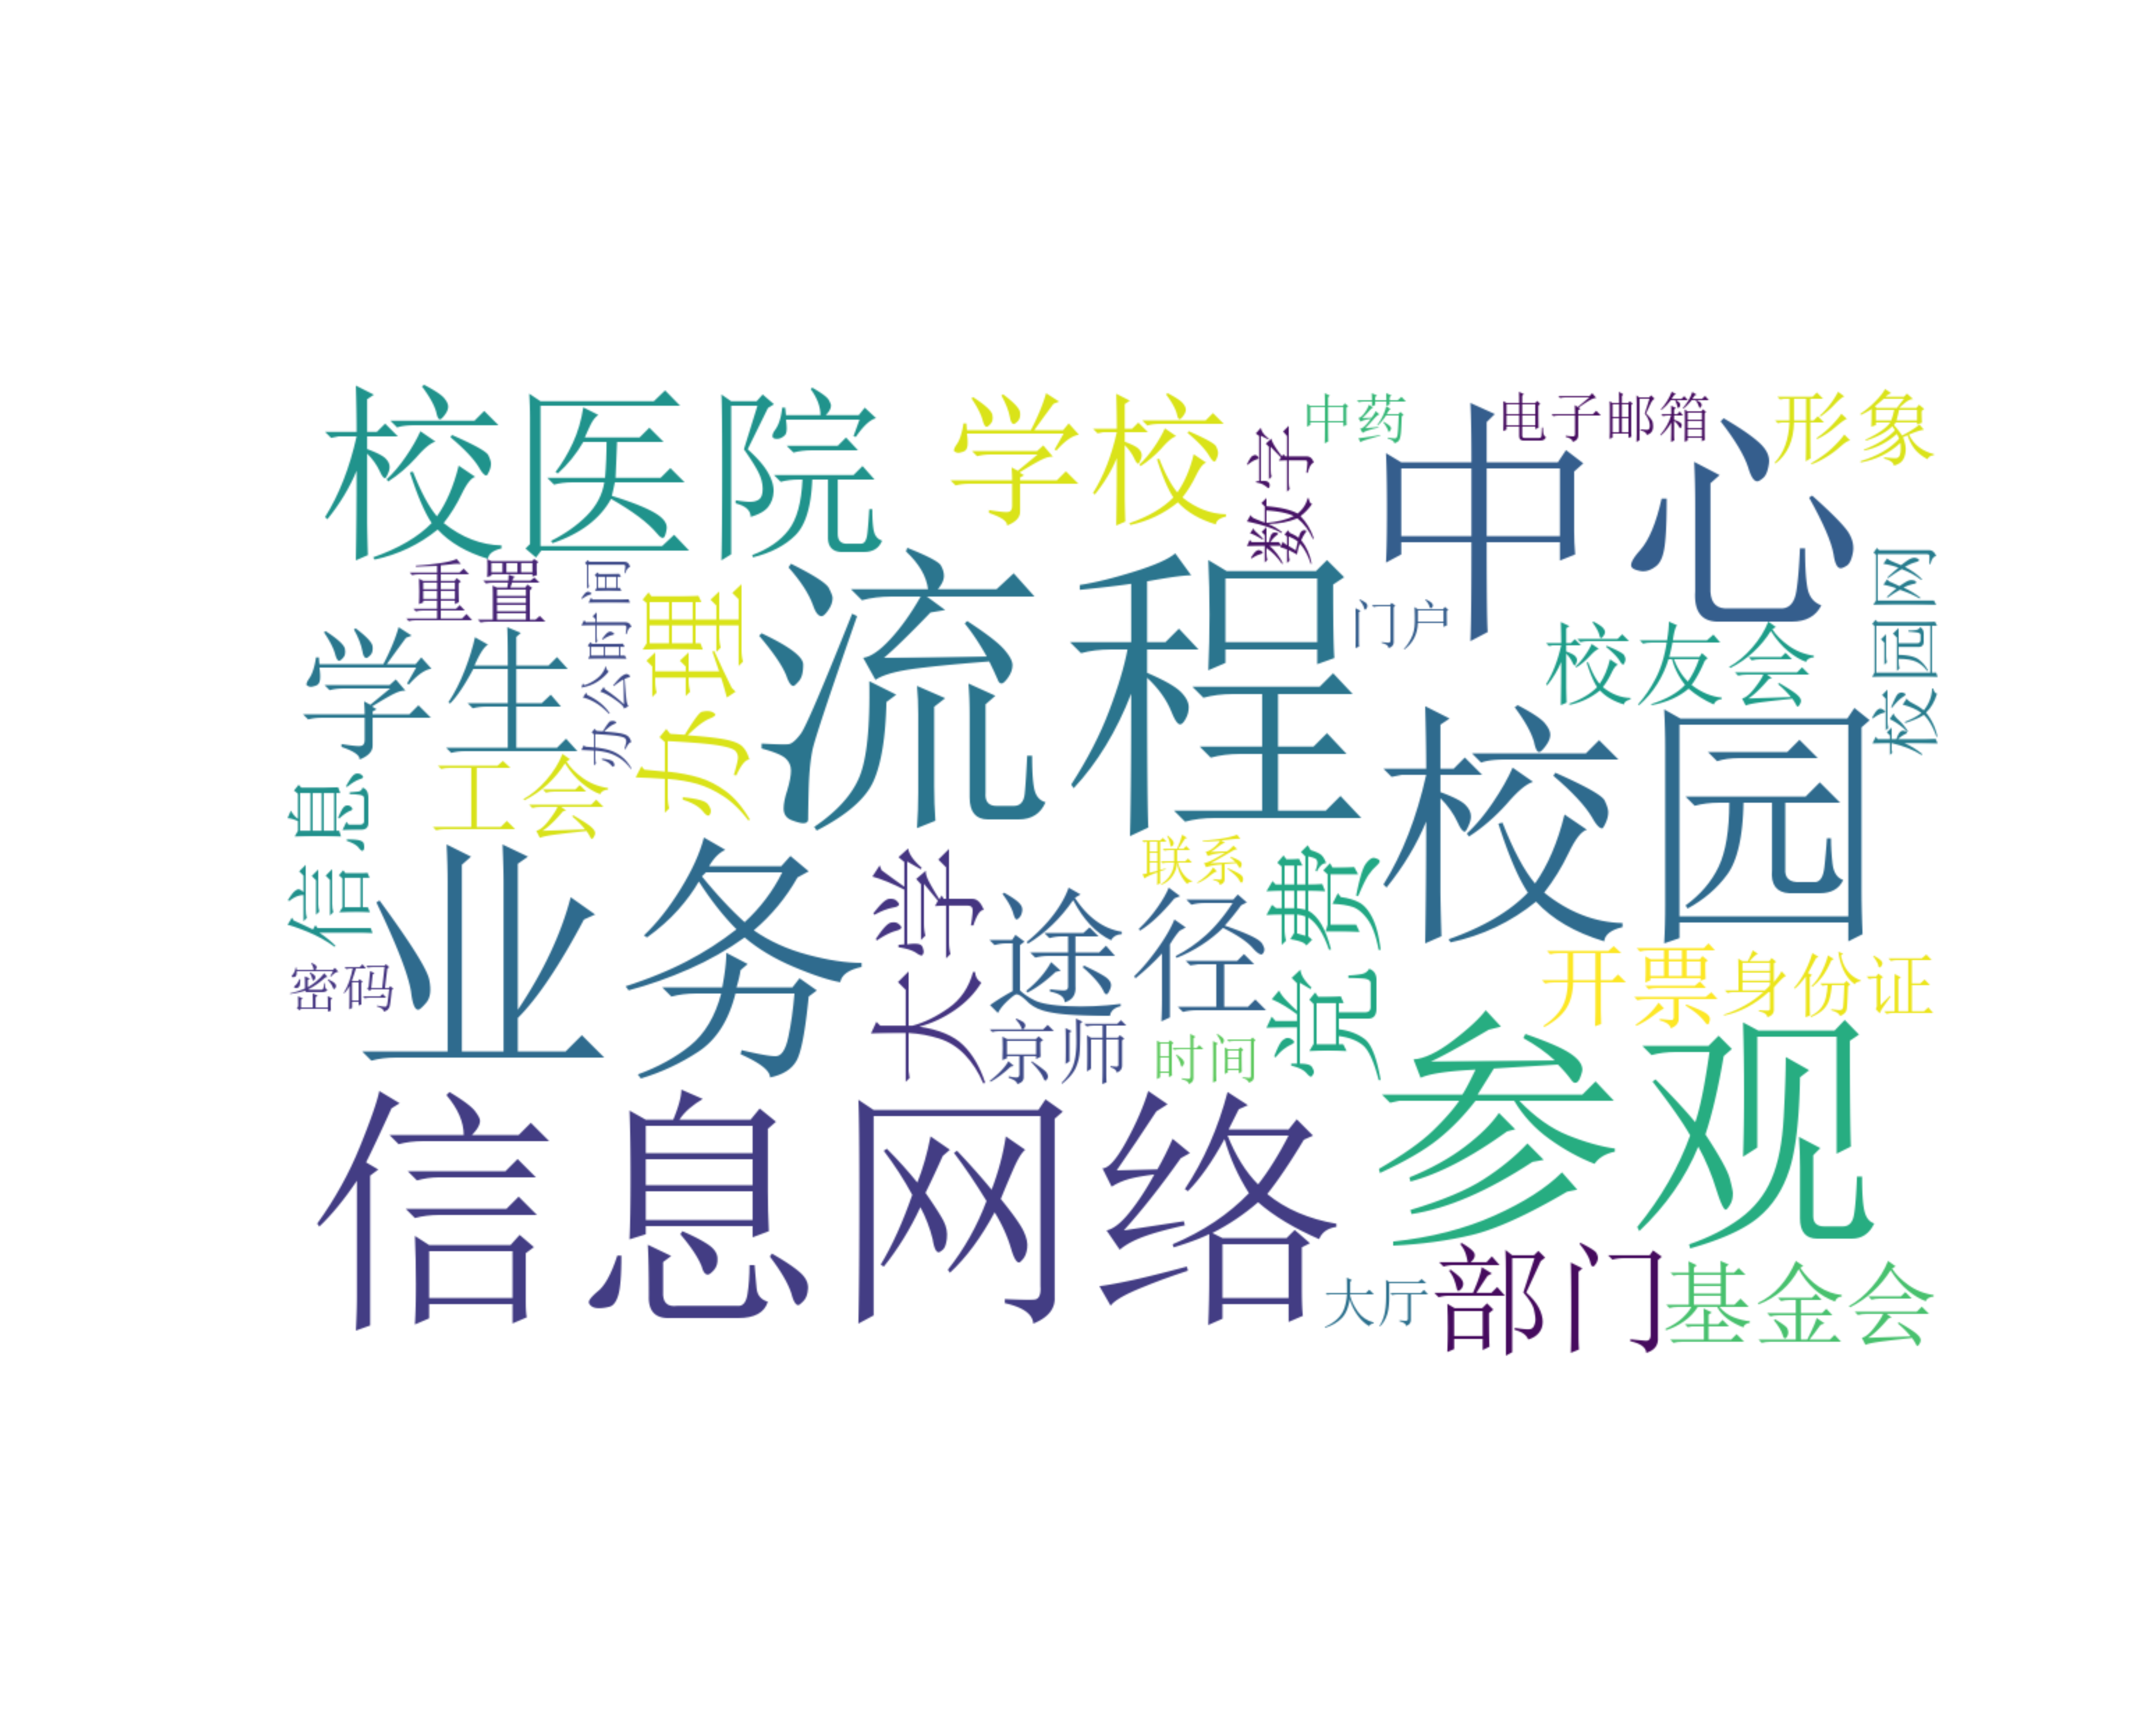 校医院
学校
中药
电子邮箱
形象
数字
中心
重置
办公时间
办理
流程
门户
校园区
校友会
学生
工会
信息
校园
业务
大学
联系
途径
开票
身份证
密码
京师
时间
参观
信息网络
大厅
部门
基金会